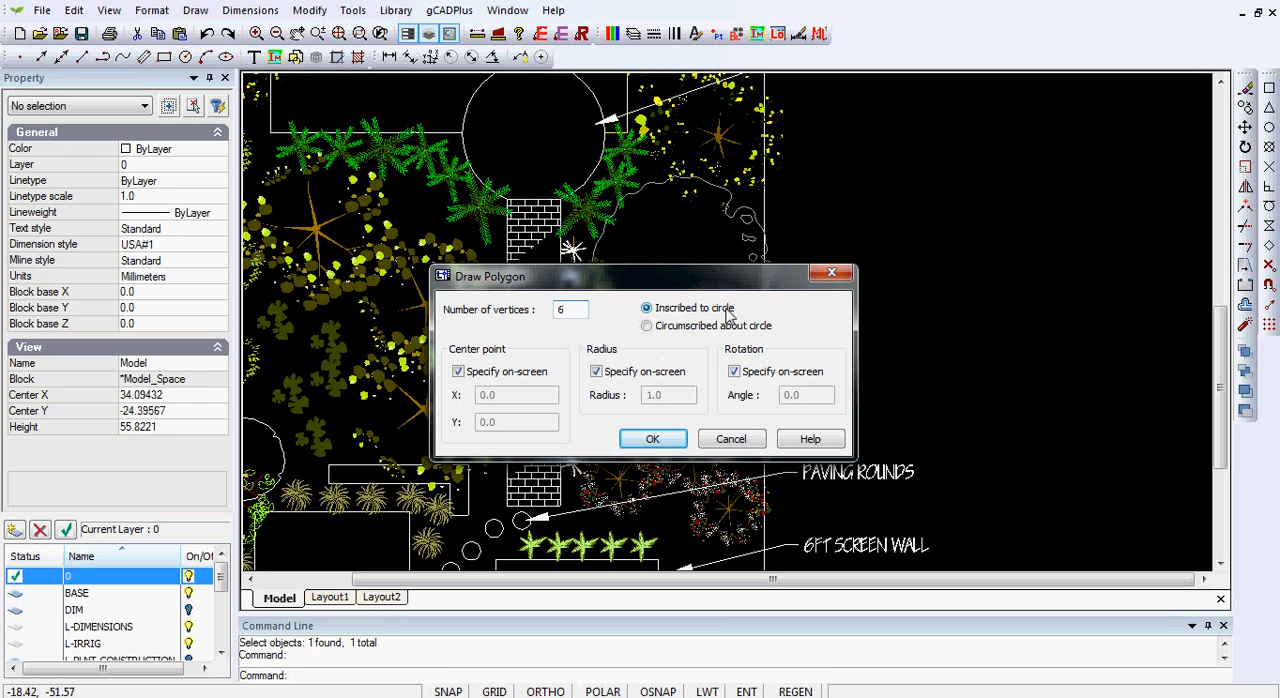 File Edit View Format Draw Dimensions Modify Tools Library gCADPlus Window Help
Property
No selection
General
Color ByLayer
Layer 0
Linetype ByLayer
Linetype scale 1.0
Lineweight ByLayer
Text style Standard
Dimension style USA#1
Mline style Standard
Units Millimeters
Block base X 0.0
Block base Y 0.0
Block base Z 0.0
View
Name Model
Block *Model_Space
Center X 34.09432
Center Y -24.39567
Height 55.8221
Current Layer : 0
Status Name On/Of
0
BASE
DIM
L-DIMENSIONS
L-IRRIG
L-PLNT-CONSTRUCTION
Draw Polygon
Number of vertices : 6
Inscribed to circle
Circumscribed about circle
Center point
Specify on-screen
X: 0.0
Y: 0.0
Radius
Specify on-screen
Radius : 1.0
Rotation
Specify on-screen
Angle : 0.0
OK Cancel Help
PAVING ROUNDS
6FT SCREEN WALL
Model Layout1 Layout2
Command Line
Select objects: 1 found, 1 total
Command:
Command:
-18.42, -51.57 SNAP GRID ORTHO POLAR OSNAP LWT ENT REGEN